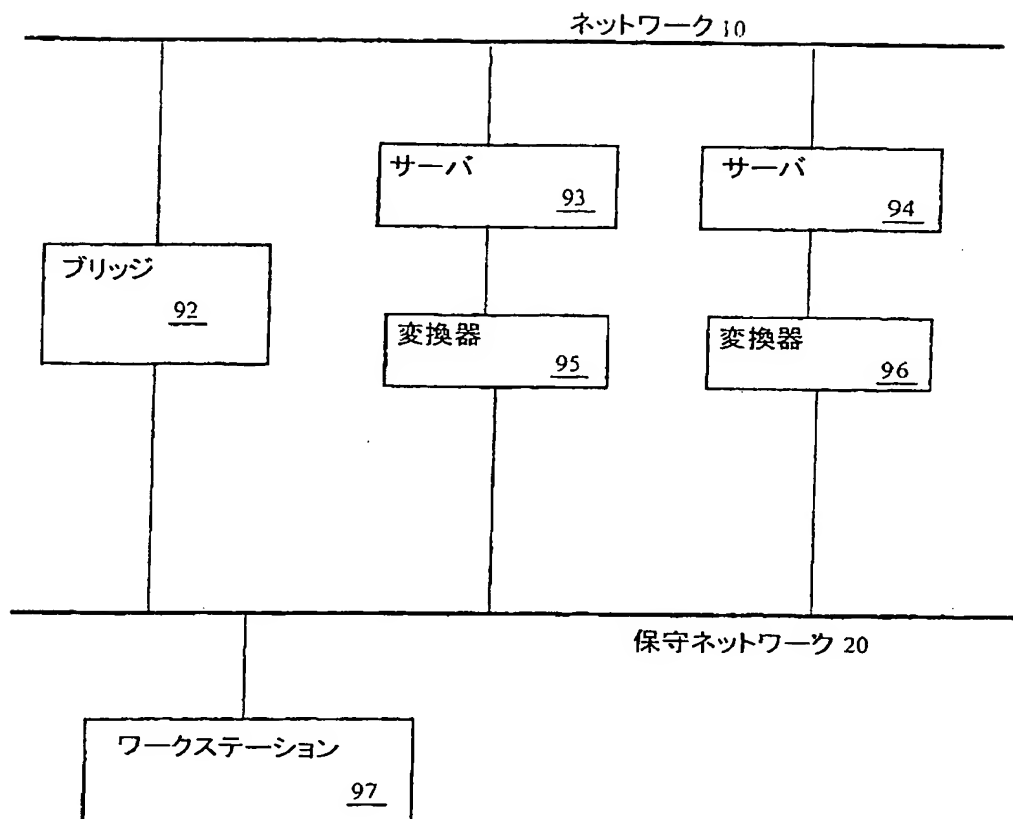 ネットワーク 10
サーバ
93
サーバ
94
ブリッジ
92
変換器
95
変換器
96
保守ネットワーク 20
ワークステーション
97